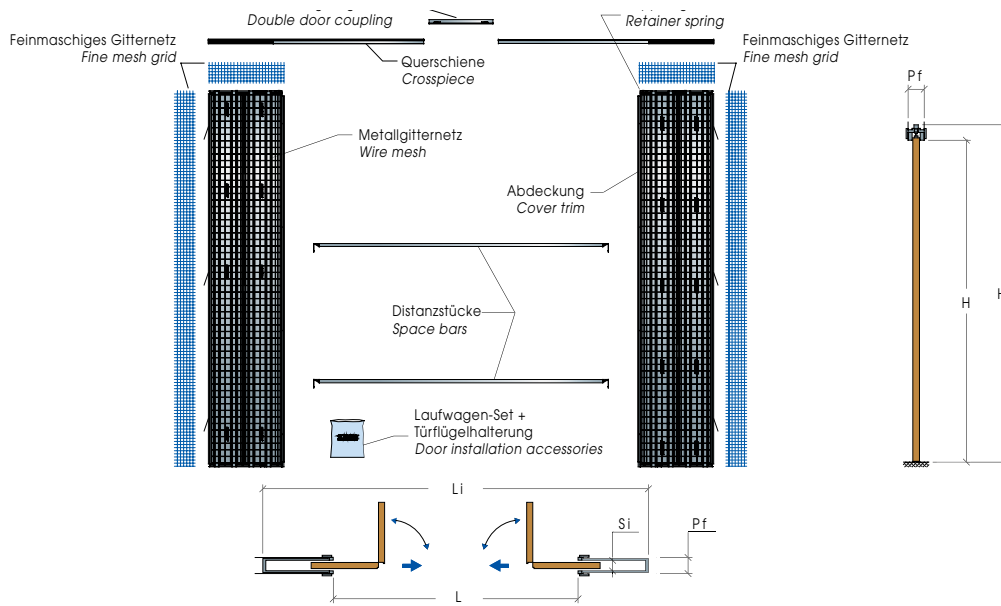 Double door coupling
Retainer spring
Feinmaschiges Gitternetz
Fine mesh grid
Querschiene
Crosspiece
Feinmaschiges Gitternetz
Fine mesh grid
Pf
Metallgitternetz
Wire mesh
Abdeckung
Cover trim
H
H
Distanzstücke
Space bars
Laufwagen-Set +
Türflügelhalterung
Door installation accessories
Li
Si
Pf
L